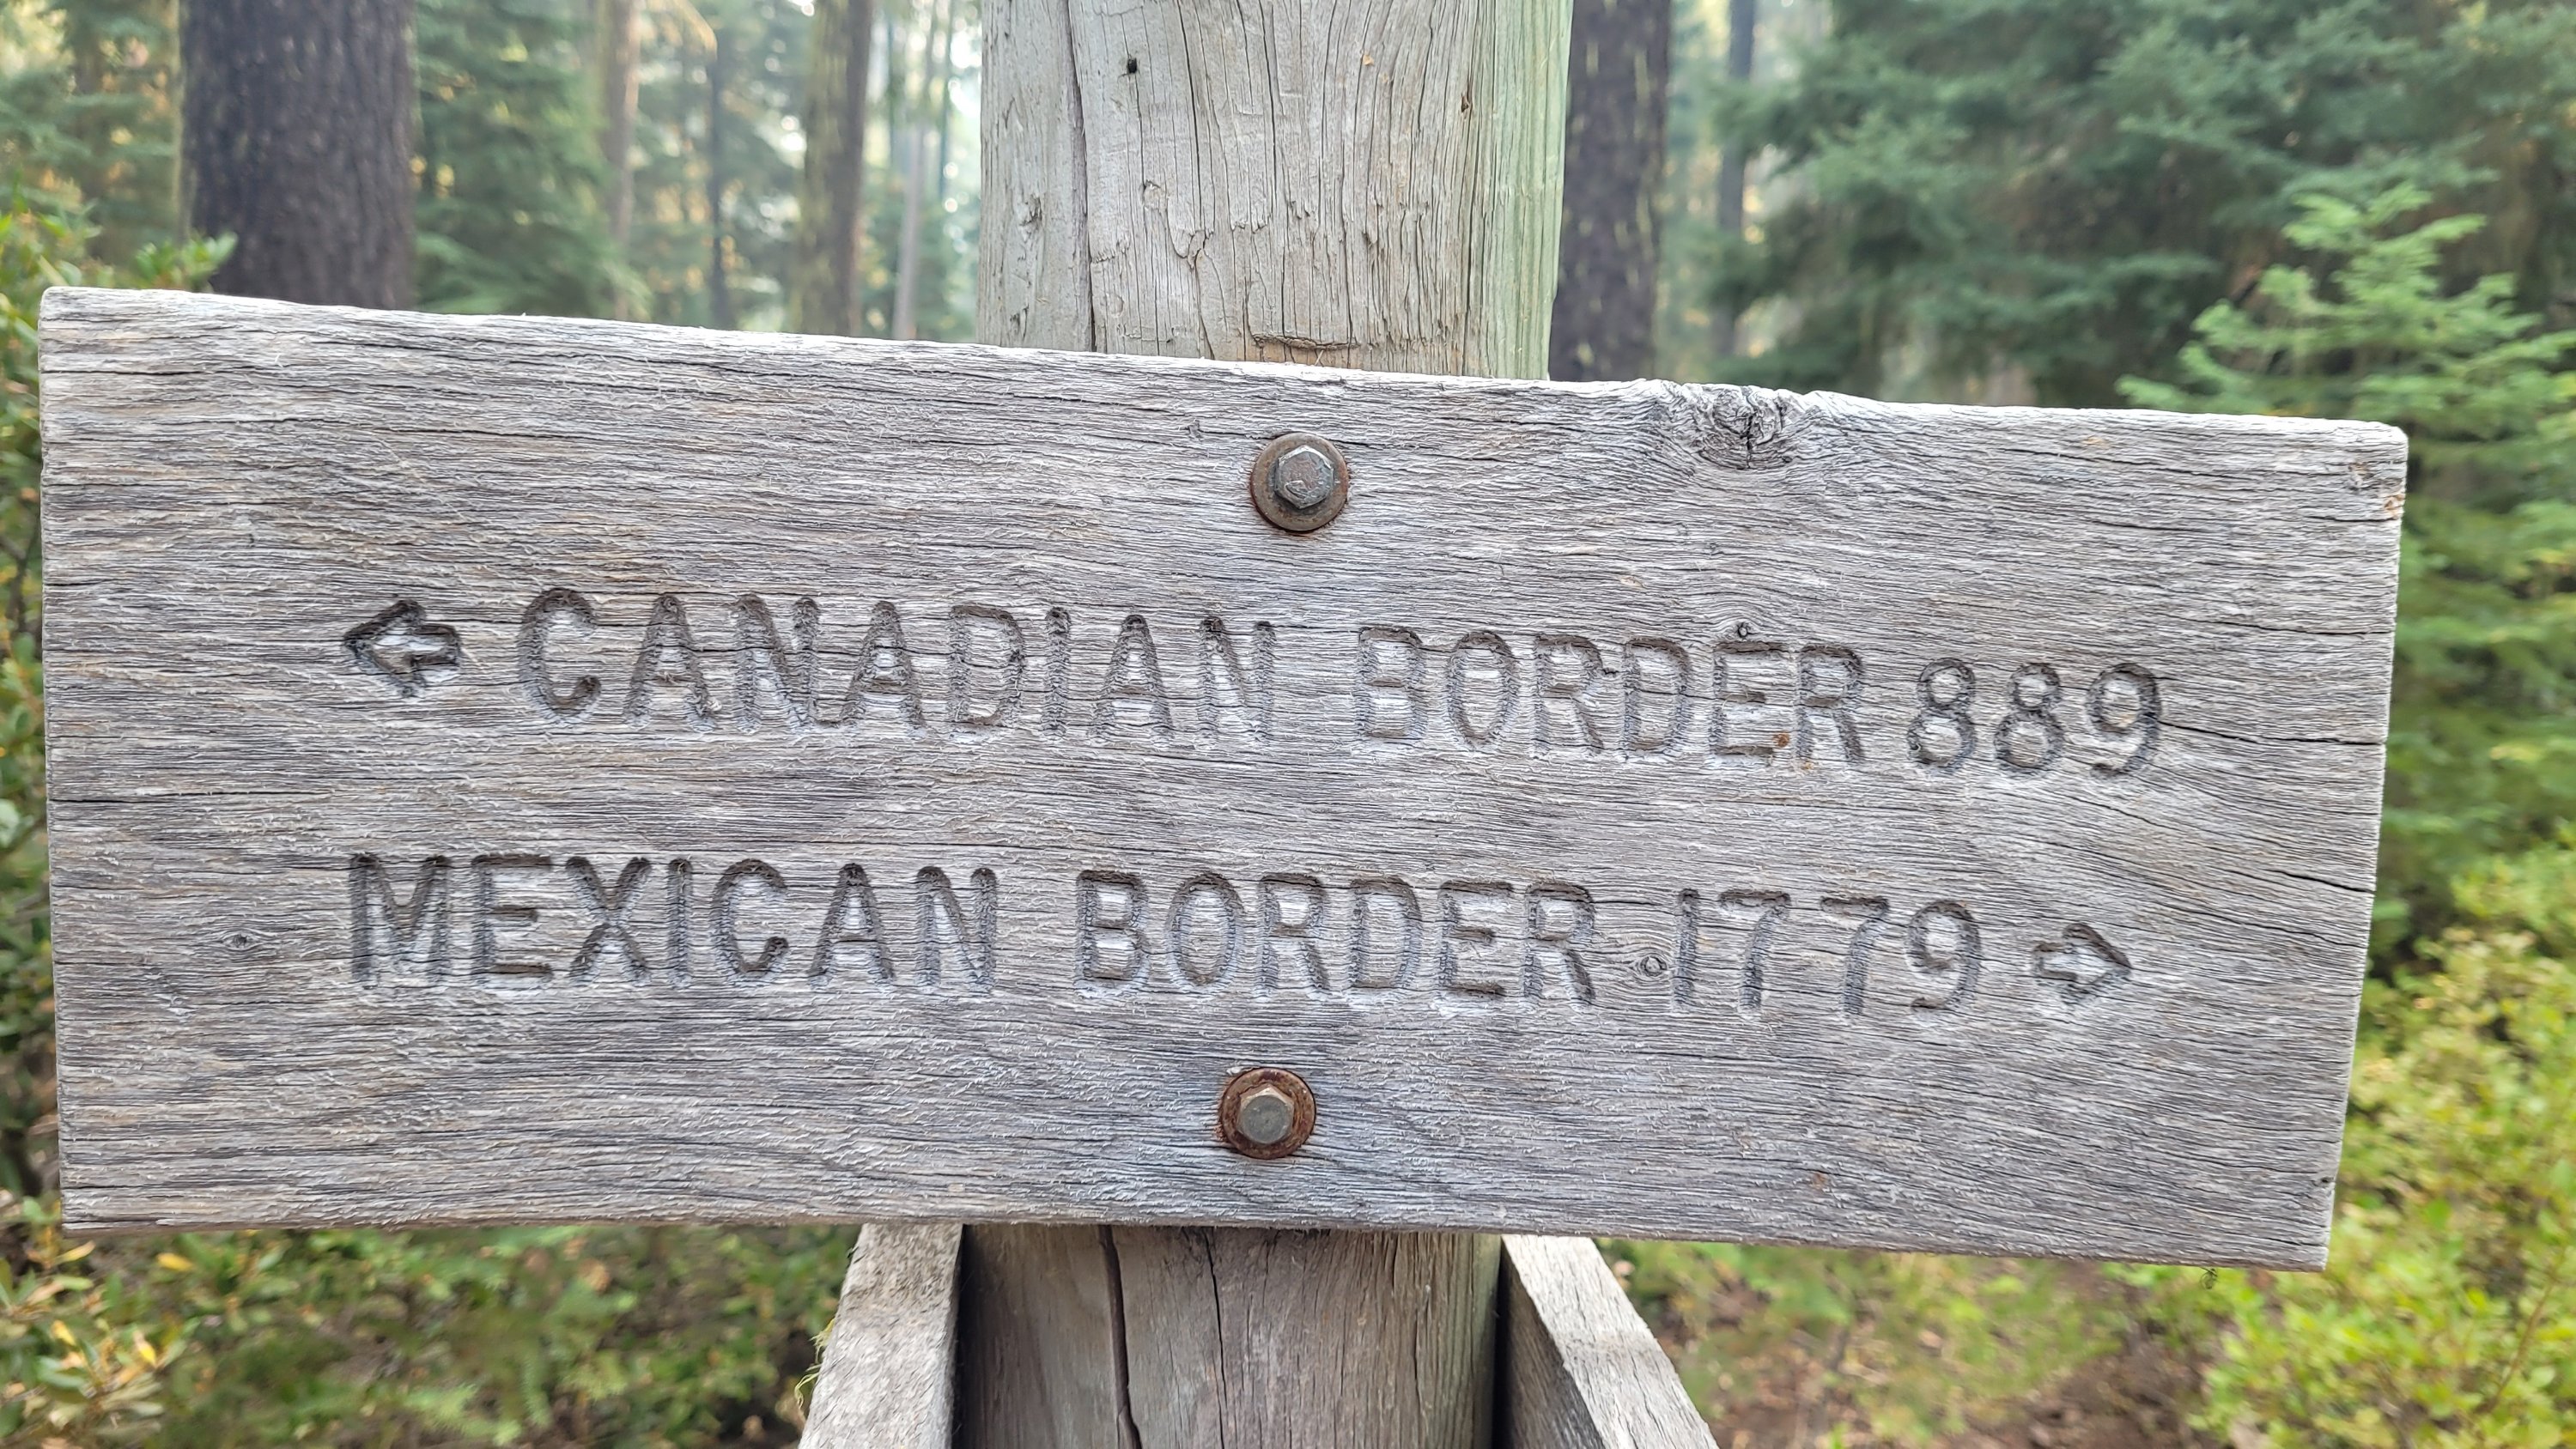 ← CANADIAN BORDER 889
MEXICAN BORDER 1779 →